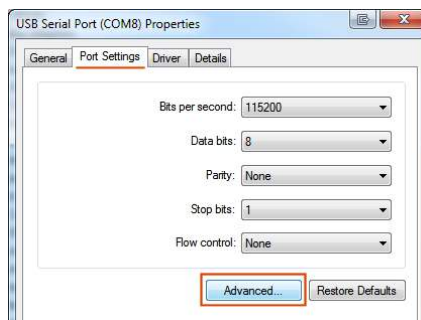 USB Serial Port (COM8) Properties
General Port Settings Driver Details
Bits per second: 115200
Data bits: 8
Parity: None
Stop bits: 1
Flow control: None
Advanced... Restore Defaults